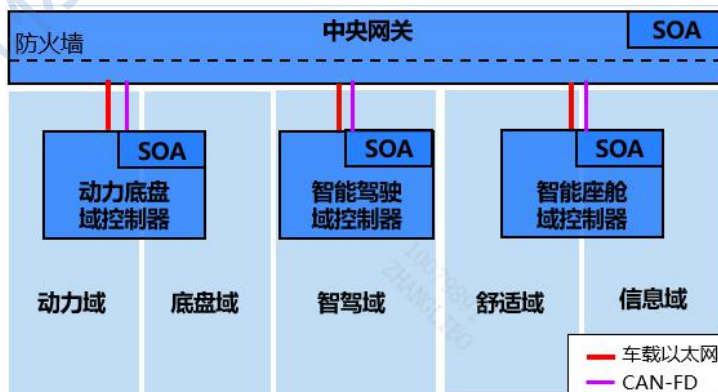 中央网关
SOA
防火墙
SOA
动力底盘
域控制器
SOA
智能驾驶
域控制器
SOA
智能座舱
域控制器
动力域
底盘域
智驾域
舒适域
信息域
车载以太网
CAN-FD